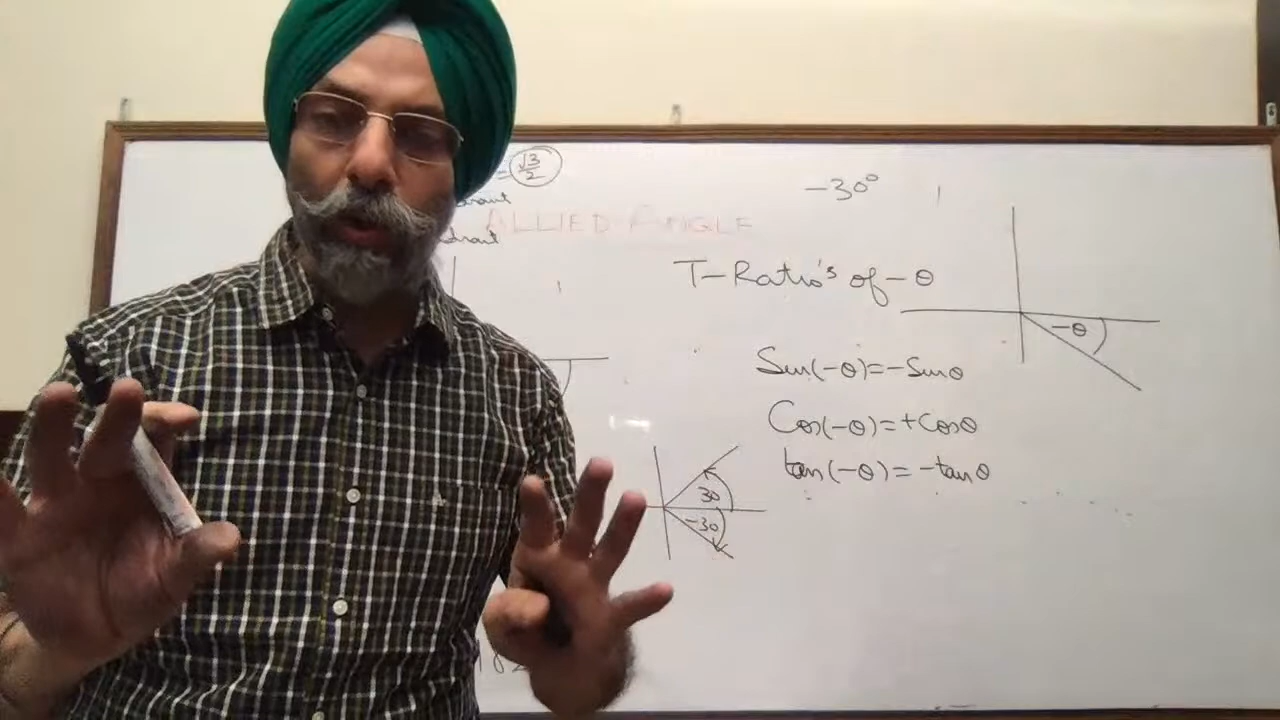 = √3/2
-30°
ALLIED ANGLE
T-Ratio's of -θ
-θ
Sin(-θ)=-Sinθ
Cos(-θ)=+Cosθ
tan(-θ)=-tanθ
30
-30